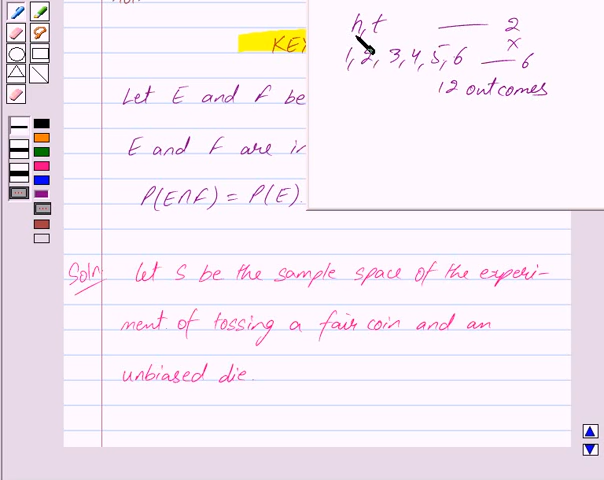 h, t —— 2
×
1, 2, 3, 4, 5, 6 —— 6
12 outcomes
KE
Let E and F be
E and F are in
P(E∩F) = P(E).
Soln Let S be the sample space of the experi-
ment of tossing a fair coin and an
unbiased die.